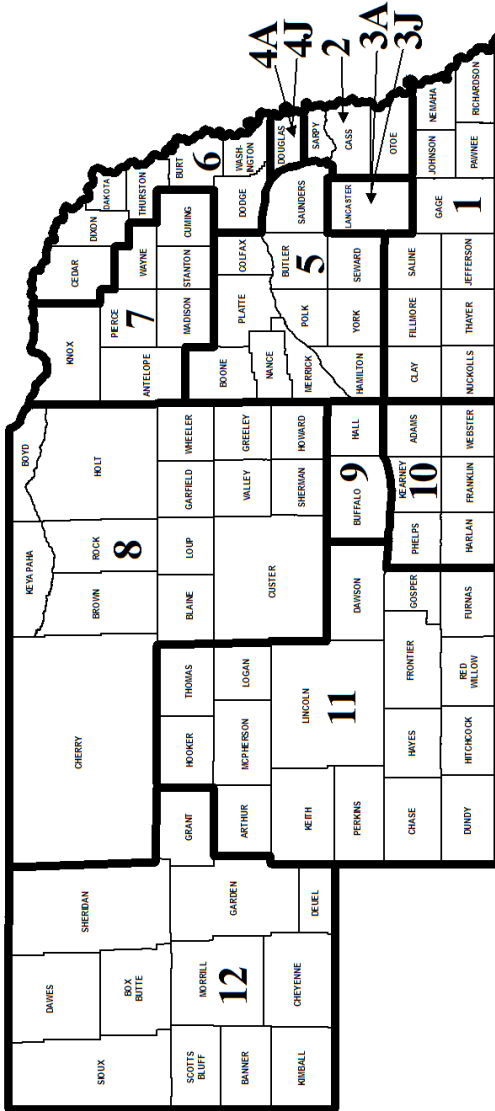 SIOUX
DAWES
BOX
BUTTE
SHERIDAN
SCOTTS
BLUFF
BANNER
KIMBALL
MORRILL
12
CHEYENNE
GARDEN
DEUEL
CHERRY
KEYA PAHA
BOYD
BROWN
ROCK
8
HOLT
BLAINE
LOUP
GARFIELD
WHEELER
CUSTER
VALLEY
GREELEY
SHERMAN
HOWARD
GRANT
HOOKER
THOMAS
ARTHUR
MCPHERSON
LOGAN
KEITH
LINCOLN
11
PERKINS
DAWSON
CHASE
HAYES
FRONTIER
GOSPER
DUNDY
HITCHCOCK
RED
WILLOW
FURNAS
BUFFALO
9
HALL
PHELPS
KEARNEY
10
ADAMS
HARLAN
FRANKLIN
WEBSTER
KNOX
ANTELOPE
PIERCE
7
WAYNE
MADISON
STANTON
CUMING
CEDAR
DIXON
DAKOTA
THURSTON
BURT
6
DODGE
WASH-
INGTON
BOONE
PLATTE
COLFAX
NANCE
MERRICK
POLK
BUTLER
5
SAUNDERS
HAMILTON
YORK
SEWARD
DOUGLAS
4A
4J
SARPY
CASS
2
OTOE
LANCASTER
3A
3J
CLAY
FILLMORE
SALINE
GAGE
1
JOHNSON
NEMAHA
NUCKOLLS
THAYER
JEFFERSON
PAWNEE
RICHARDSON